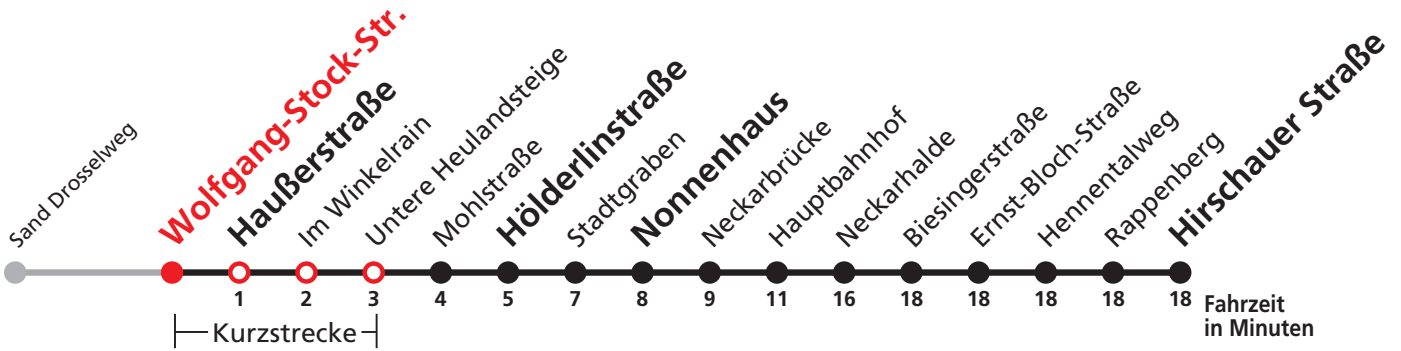 Sand Drosselweg
Wolfgang-Stock-Str.
Haußerstraße
Im Winkelrain
Untere Heulandsteige
Mohlstraße
Hölderlinstraße
Stadtgraben
Nonnenhaus
Neckarbrücke
Hauptbahnhof
Neckarhalde
Biesingerstraße
Ernst-Bloch-Straße
Hennentalweg
Rappenberg
Hirschauer Straße
1 2 3 4 5 7 8 9 11 16 18 18 18 18 18
Fahrzeit
in Minuten
Kurzstrecke